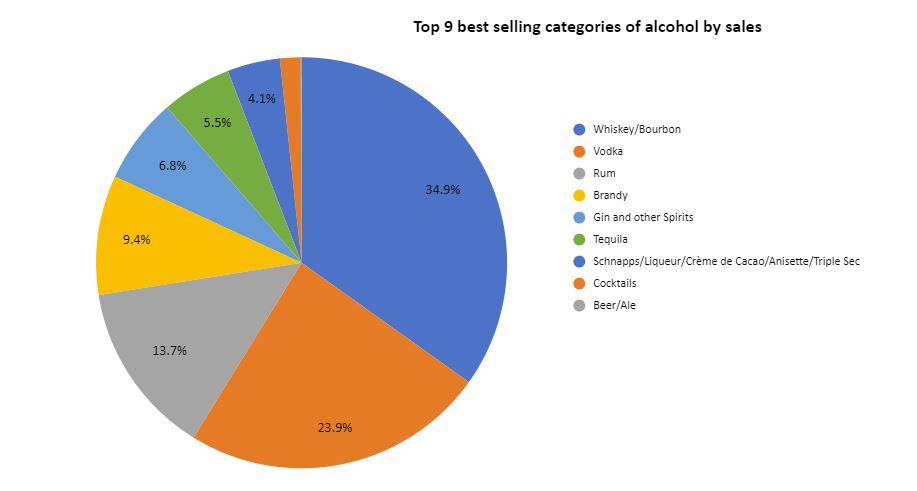 Top 9 best selling categories of alcohol by sales
34.9%
23.9%
13.7%
9.4%
6.8%
5.5%
4.1%
Whiskey/Bourbon
Vodka
Rum
Brandy
Gin and other Spirits
Tequila
Schnapps/Liqueur/Crème de Cacao/Anisette/Triple Sec
Cocktails
Beer/Ale